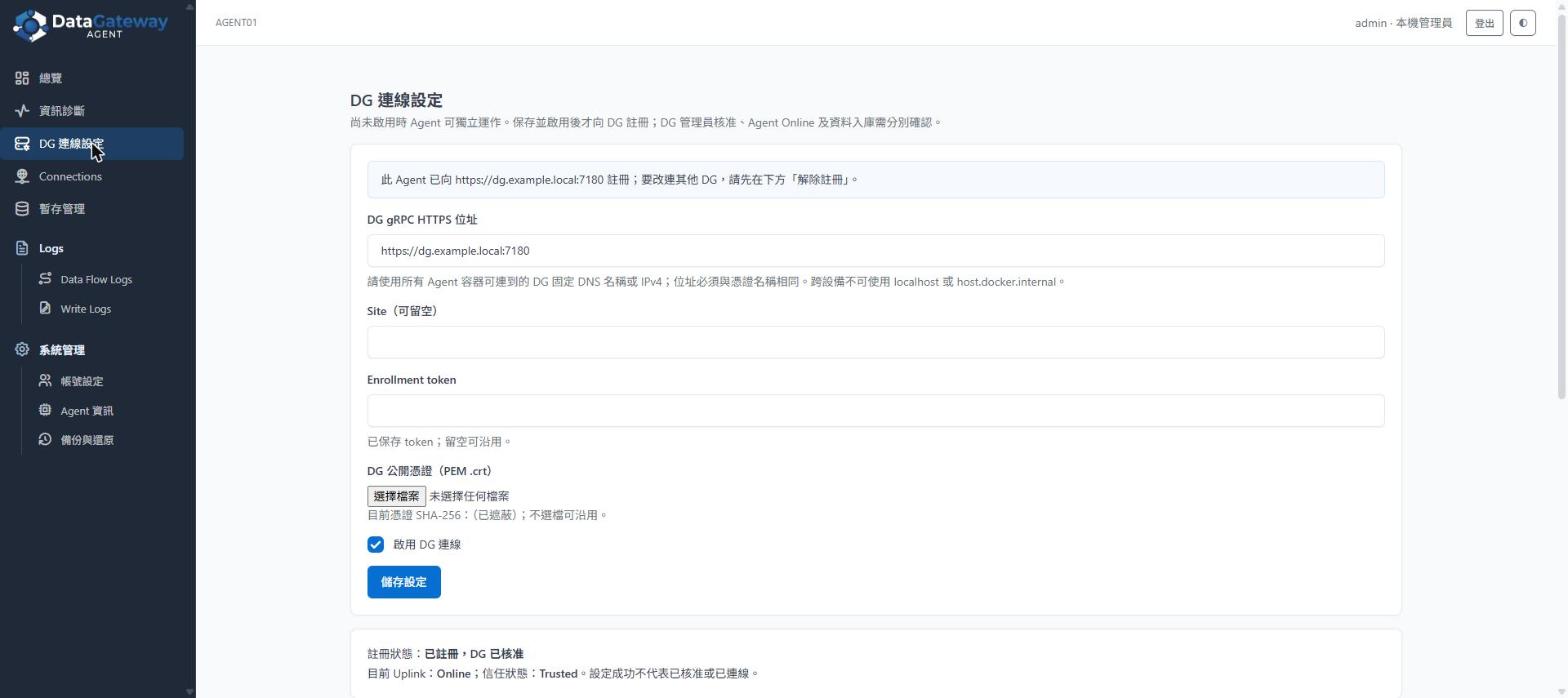 DataGateway
AGENT
AGENT01
admin · 本機管理員
登出
總覽
資訊診斷
DG 連線設定
Connections
暫存管理
Logs
Data Flow Logs
Write Logs
系統管理
帳號設定
Agent 資訊
備份與還原
DG 連線設定
尚未啟用時 Agent 可獨立運作。保存並啟用後才向 DG 註冊；DG 管理員核准、Agent Online 及資料入庫需分別確認。
此 Agent 已向 https://dg.example.local:7180 註冊；要改連其他 DG，請先在下方「解除註冊」。
DG gRPC HTTPS 位址
https://dg.example.local:7180
請使用所有 Agent 容器可連到的 DG 固定 DNS 名稱或 IPv4；位址必須與憑證名稱相同。跨設備不可使用 localhost 或 host.docker.internal。
Site（可留空）
Enrollment token
已保存 token；留空可沿用。
DG 公開憑證（PEM .crt）
選擇檔案 未選擇任何檔案
目前憑證 SHA-256：（已遮蔽）；不選檔可沿用。
啟用 DG 連線
儲存設定
註冊狀態：已註冊，DG 已核准
目前 Uplink：Online；信任狀態：Trusted。設定成功不代表已核准或已連線。